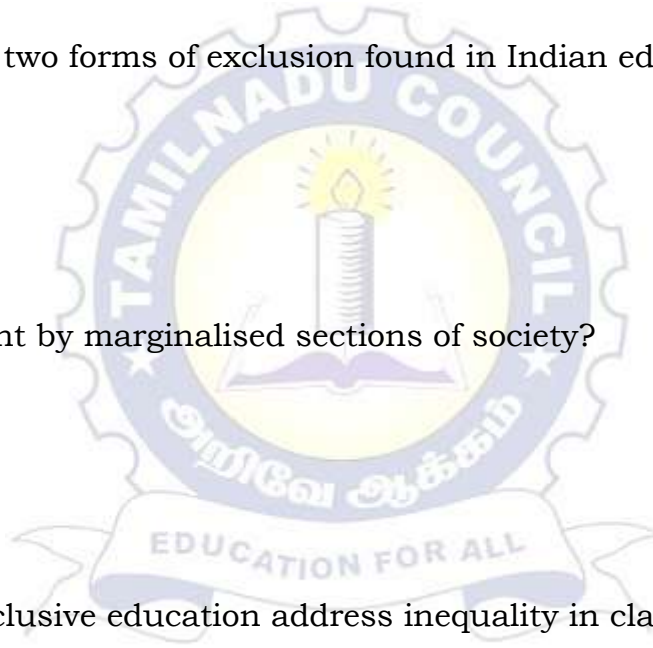 two forms of exclusion found in Indian ed
TAMILNADU COUNCIL
nt by marginalised sections of society?
அறிவே ஆக்கம்
EDUCATION FOR ALL
clusive education address inequality in cla